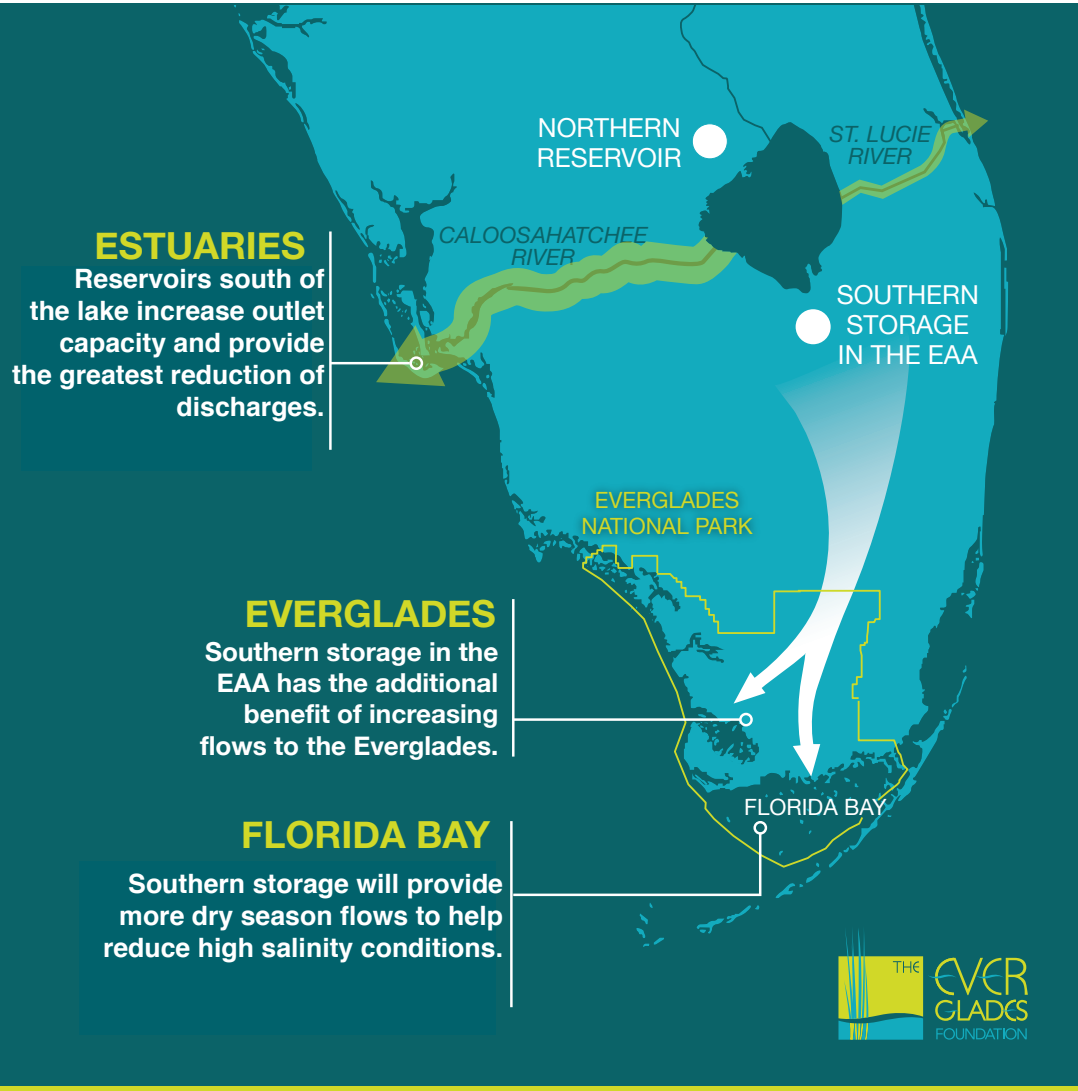 NORTHERN
RESERVOIR
ST. LUCIE
RIVER
CALOOSAHATCHEE
RIVER
ESTUARIES
Reservoirs south of
the lake increase outlet
capacity and provide
the greatest reduction of
discharges.
SOUTHERN
STORAGE
IN THE EAA
EVERGLADES
NATIONAL PARK
EVERGLADES
Southern storage in the
EAA has the additional
benefit of increasing
flows to the Everglades.
FLORIDA BAY
FLORIDA BAY
Southern storage will provide
more dry season flows to help
reduce high salinity conditions.
THE
EVER
GLADES
FOUNDATION